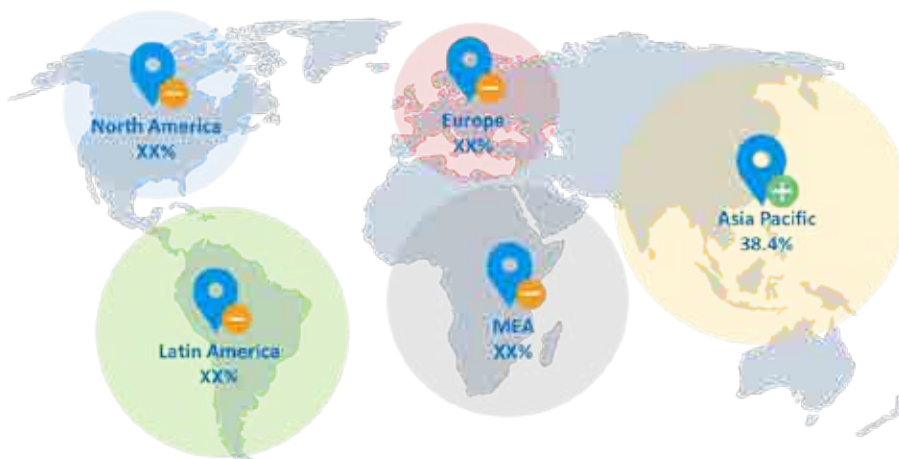 North America
XX%
Europe
XX%
Asia Pacific
38.4%
Latin America
XX%
MEA
XX%